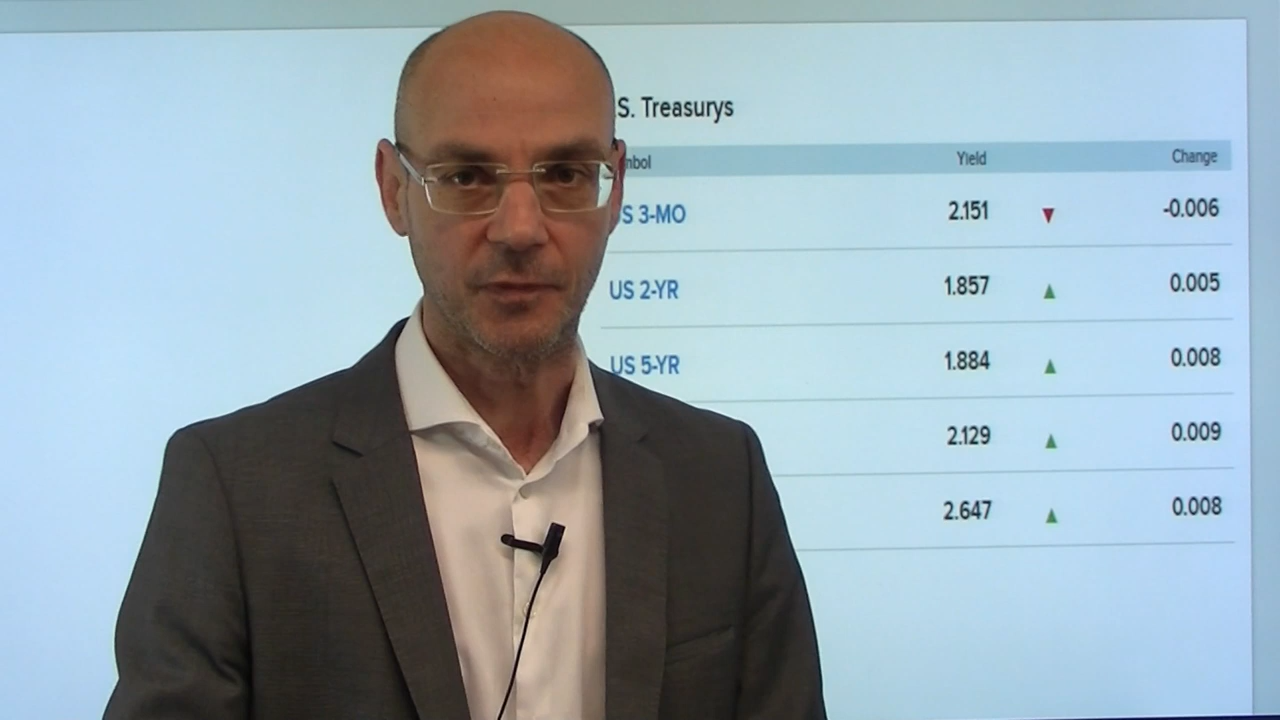 .S. Treasurys
mbol Yield Change
US 3-MO 2.151 ▼ -0.006
US 2-YR 1.857 ▲ 0.005
US 5-YR 1.884 ▲ 0.008
2.129 ▲ 0.009
2.647 ▲ 0.008